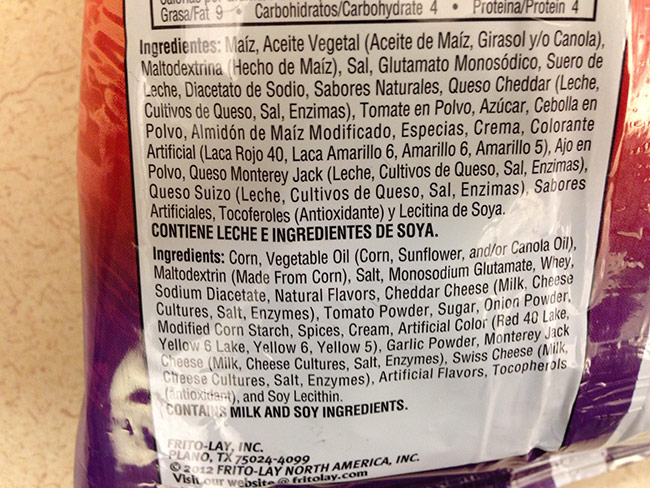 Grasa/Fat 9 • Carbohidratos/Carbohydrate 4 • Proteina/Protein 4
Ingredientes: Maíz, Aceite Vegetal (Aceite de Maíz, Girasol y/o Canola),
Maltodextrina (Hecho de Maíz), Sal, Glutamato Monosódico, Suero de
Leche, Diacetato de Sodio, Sabores Naturales, Queso Cheddar (Leche,
Cultivos de Queso, Sal, Enzimas), Tomate en Polvo, Azúcar, Cebolla en
Polvo, Almidón de Maíz Modificado, Especias, Crema, Colorante
Artificial (Laca Rojo 40, Laca Amarillo 6, Amarillo 6, Amarillo 5), Ajo en
Polvo, Queso Monterey Jack (Leche, Cultivos de Queso, Sal, Enzimas),
Queso Suizo (Leche, Cultivos de Queso, Sal, Enzimas), Sabores
Artificiales, Tocoferoles (Antioxidante) y Lecitina de Soya.
CONTIENE LECHE E INGREDIENTES DE SOYA.
Ingredients: Corn, Vegetable Oil (Corn, Sunflower, and/or Canola Oil),
Maltodextrin (Made From Corn), Salt, Monosodium Glutamate, Whey,
Sodium Diacetate, Natural Flavors, Cheddar Cheese (Milk, Cheese
Cultures, Salt, Enzymes), Tomato Powder, Sugar, Onion Powder,
Modified Corn Starch, Spices, Cream, Artificial Color (Red 40 Lake,
Yellow 6 Lake, Yellow 6, Yellow 5), Garlic Powder, Monterey Jack
Cheese (Milk, Cheese Cultures, Salt, Enzymes), Swiss Cheese (Milk,
Cheese Cultures, Salt, Enzymes), Artificial Flavors, Tocopherols
(Antioxidant), and Soy Lecithin.
CONTAINS MILK AND SOY INGREDIENTS.
FRITO-LAY, INC.
PLANO, TX 75024-4099
© 2012 FRITO-LAY NORTH AMERICA, INC.
Visit our website @ fritolay.com